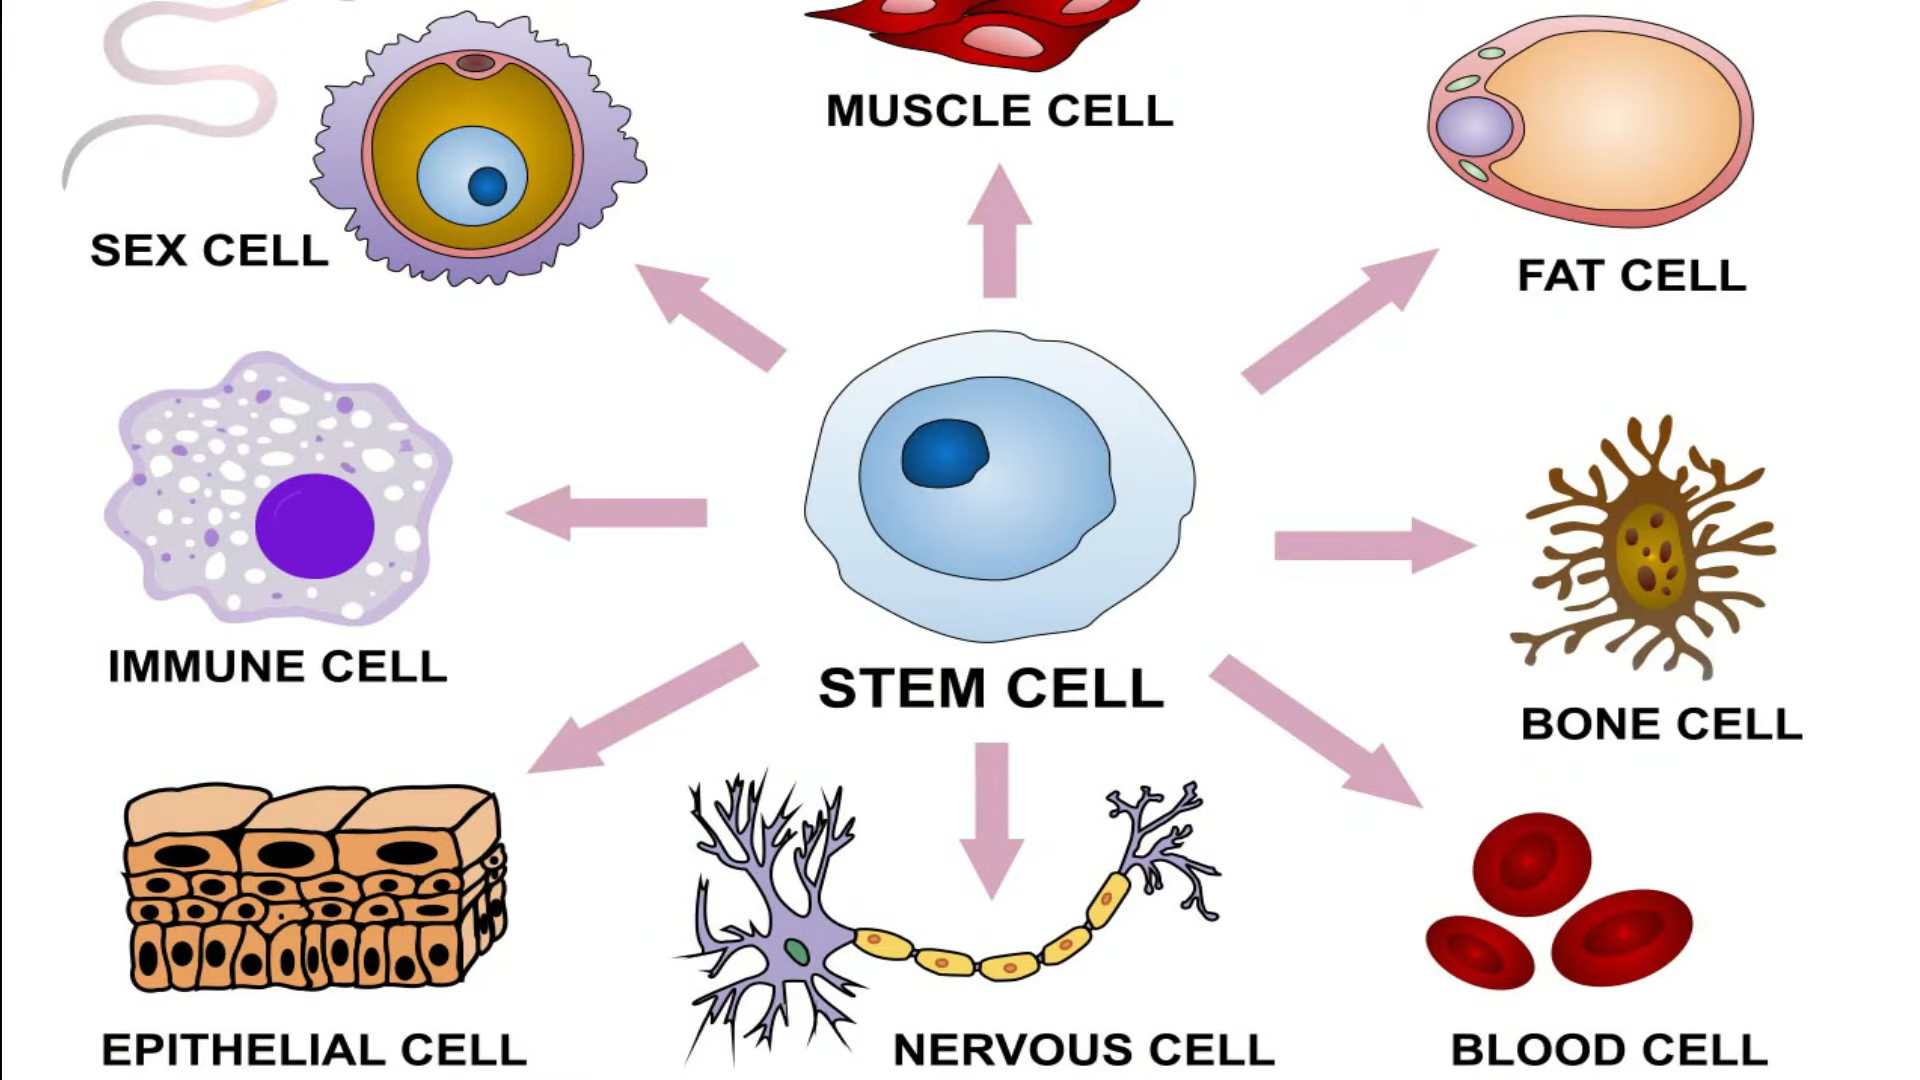 MUSCLE CELL
SEX CELL
FAT CELL
IMMUNE CELL
STEM CELL
BONE CELL
EPITHELIAL CELL
NERVOUS CELL
BLOOD CELL